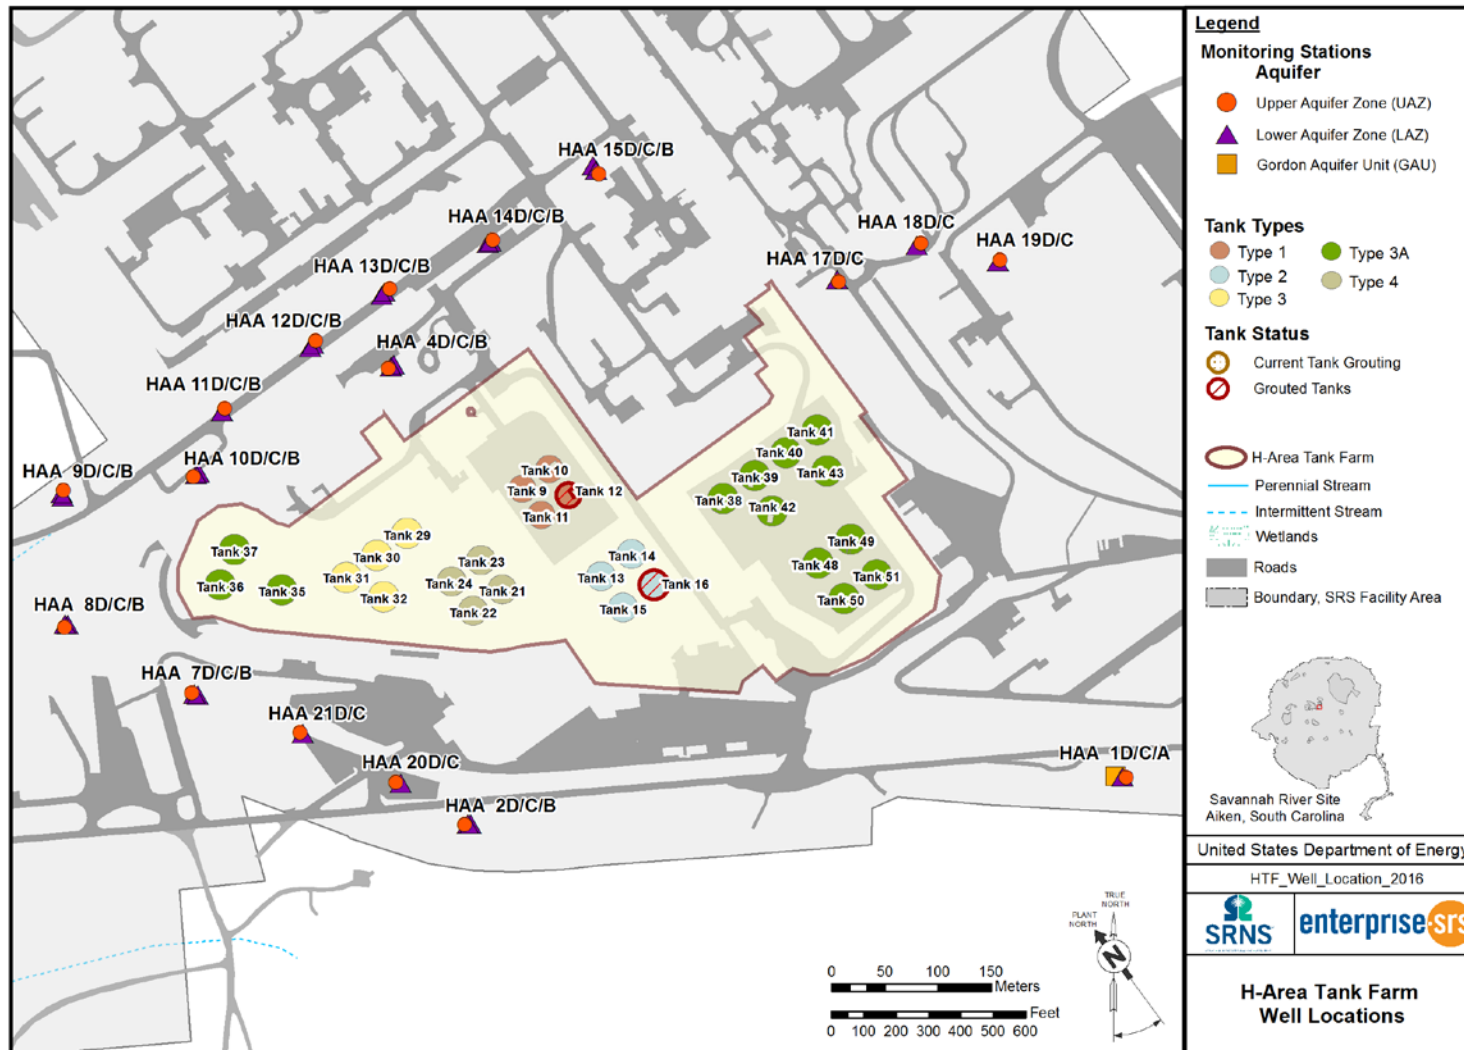 HAA 15D/C/B
HAA 14D/C/B
HAA 18D/C
HAA 19D/C
HAA 17D/C
HAA 13D/C/B
HAA 12D/C/B
HAA 4D/C/B
HAA 11D/C/B
HAA 10D/C/B
HAA 9D/C/B
HAA 8D/C/B
HAA 7D/C/B
HAA 21D/C
HAA 20D/C
HAA 2D/C/B
HAA 1D/C/A
Tank 41
Tank 40
Tank 43
Tank 39
Tank 38
Tank 42
Tank 10
Tank 9
Tank 12
Tank 11
Tank 49
Tank 48
Tank 51
Tank 50
Tank 29
Tank 30
Tank 31
Tank 32
Tank 37
Tank 36
Tank 35
Tank 23
Tank 24
Tank 21
Tank 22
Tank 14
Tank 13
Tank 16
Tank 15
TRUE
NORTH
PLANT
NORTH
N
0 50 100 150
Meters
Feet
0 100 200 300 400 500 600
Legend
Monitoring Stations
Aquifer
Upper Aquifer Zone (UAZ)
Lower Aquifer Zone (LAZ)
Gordon Aquifer Unit (GAU)
Tank Types
Type 1
Type 2
Type 3
Type 3A
Type 4
Tank Status
Current Tank Grouting
Grouted Tanks
H-Area Tank Farm
Perennial Stream
Intermittent Stream
Wetlands
Roads
Boundary, SRS Facility Area
Savannah River Site
Aiken, South Carolina
United States Department of Energy
HTF_Well_Location_2016
SRNS
enterprise·srs
H-Area Tank Farm
Well Locations